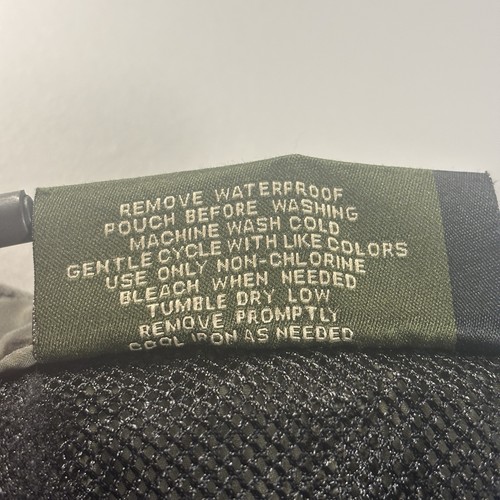 REMOVE WATERPROOF
POUCH BEFORE WASHING
MACHINE WASH COLD
GENTLE CYCLE WITH LIKE COLORS
USE ONLY NON-CHLORINE
BLEACH WHEN NEEDED
TUMBLE DRY LOW
REMOVE PROMPTLY
COOL IRON AS NEEDED